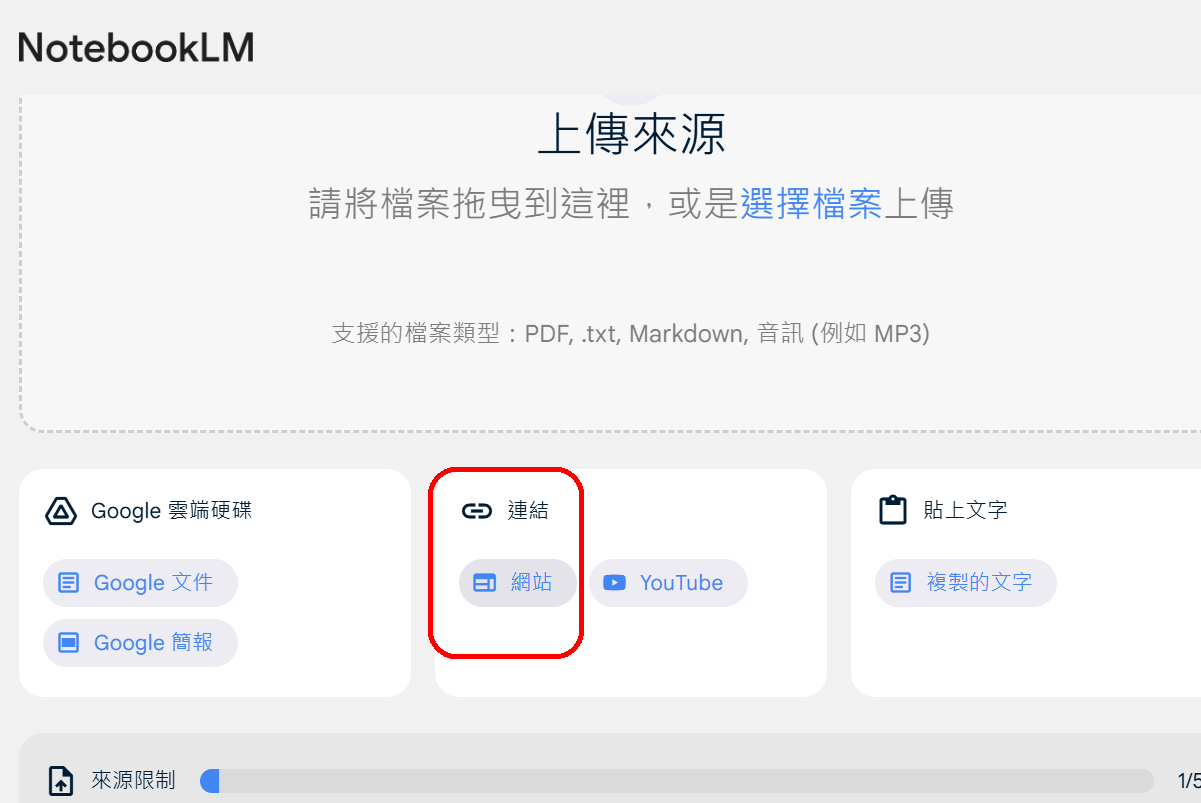 NotebookLM
上傳來源
請將檔案拖曳到這裡，或是選擇檔案上傳
支援的檔案類型：PDF, .txt, Markdown, 音訊 (例如 MP3)
Google 雲端硬碟
Google 文件
Google 簡報
連結
網站
YouTube
貼上文字
複製的文字
來源限制
1/5